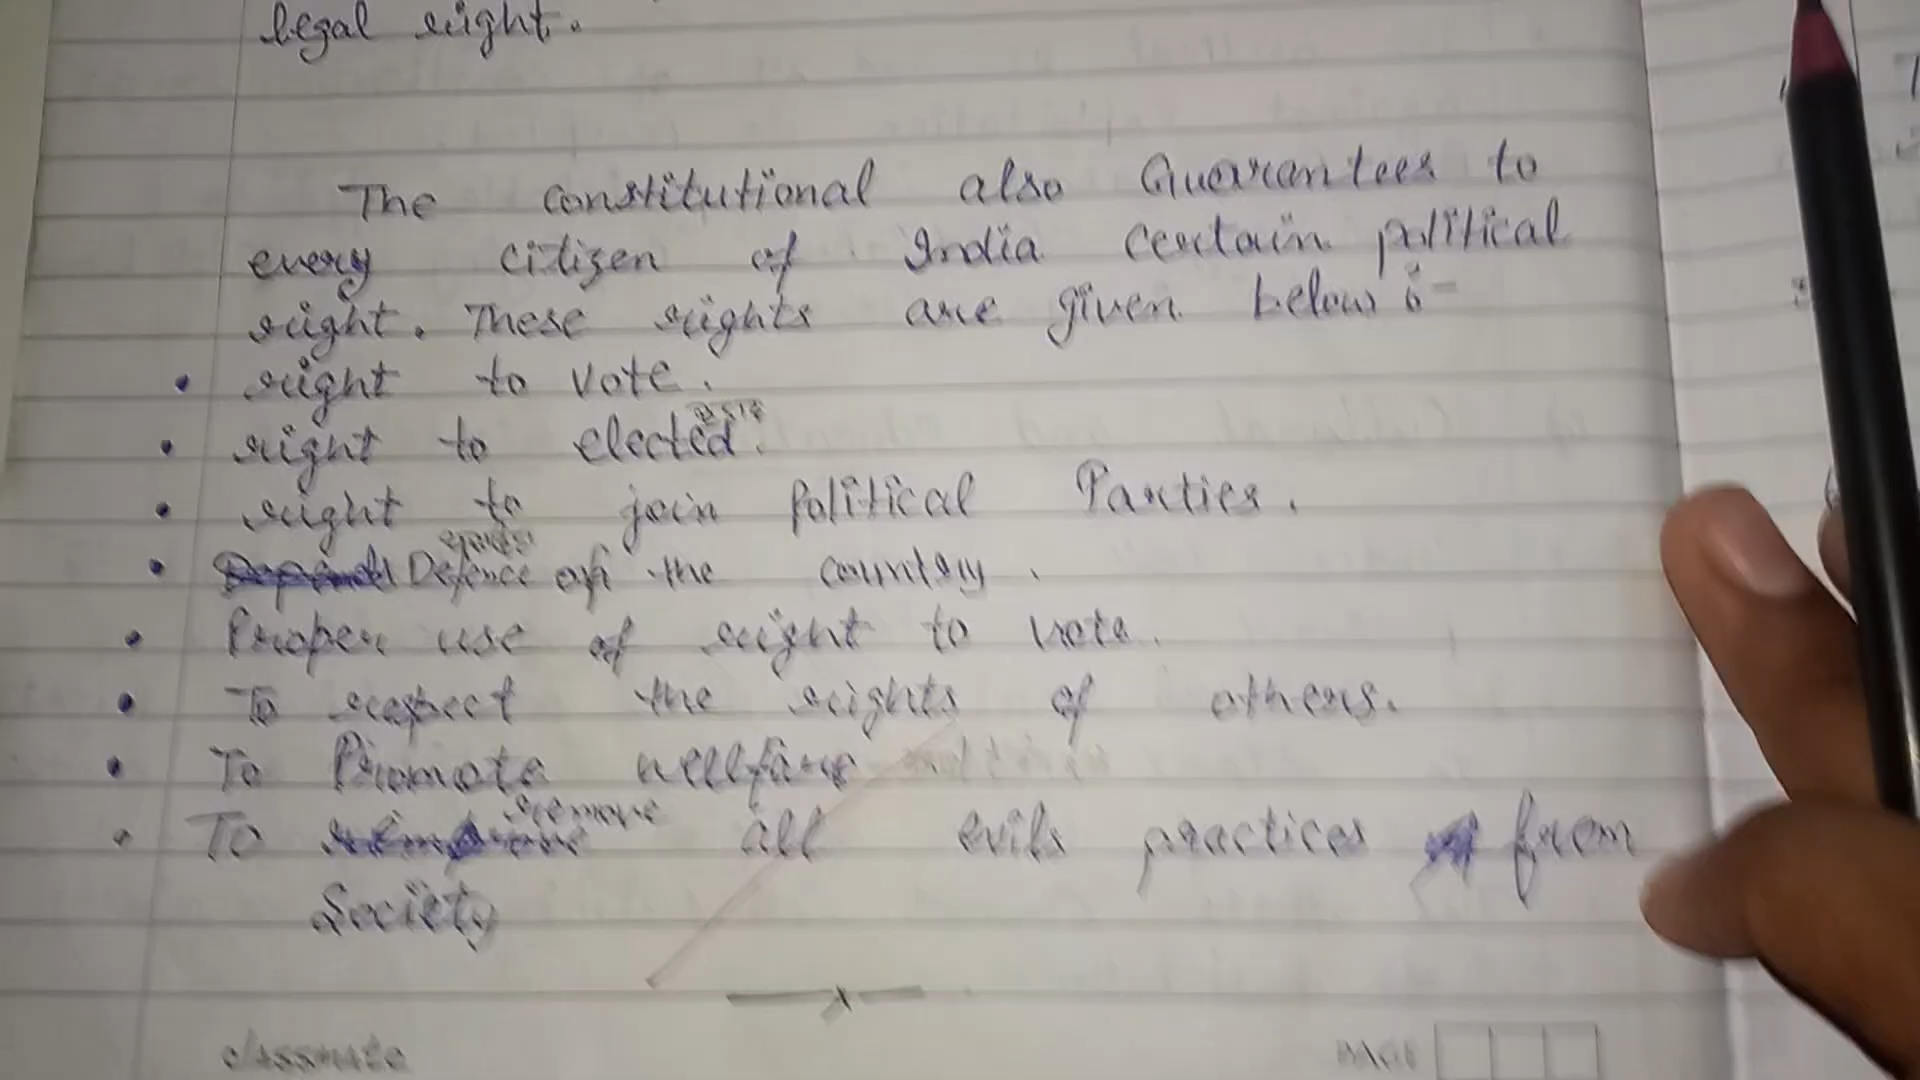 legal right.
The constitutional also Guarantees to
every citizen of India certain political
right. These rights are given below :-
• right to vote.
• right to elected.
• right to join Political Parties.
• Defence of the country.
• Proper use of right to vote.
• To respect the rights of others.
• To Promote wellfare
• To remove all evils practices from
Society
classmate
PAGE